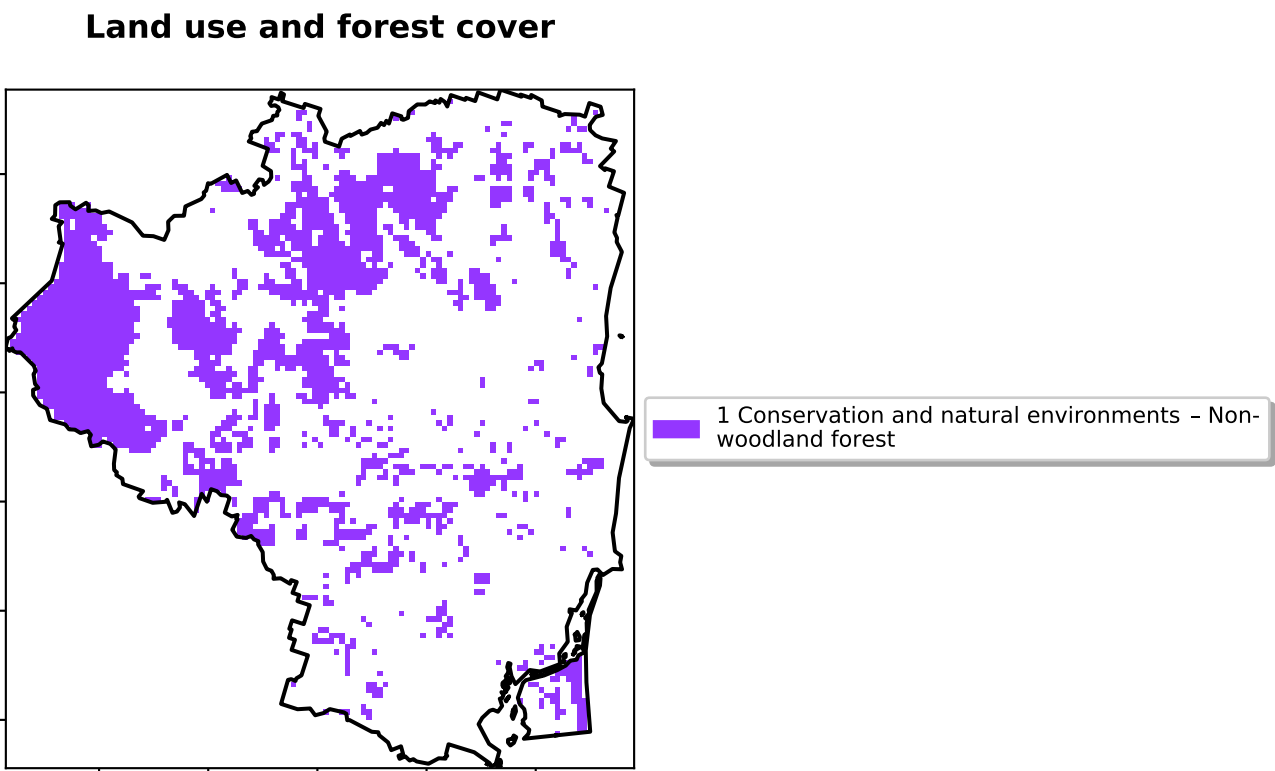 Land use and forest cover
1 Conservation and natural environments – Non-
woodland forest